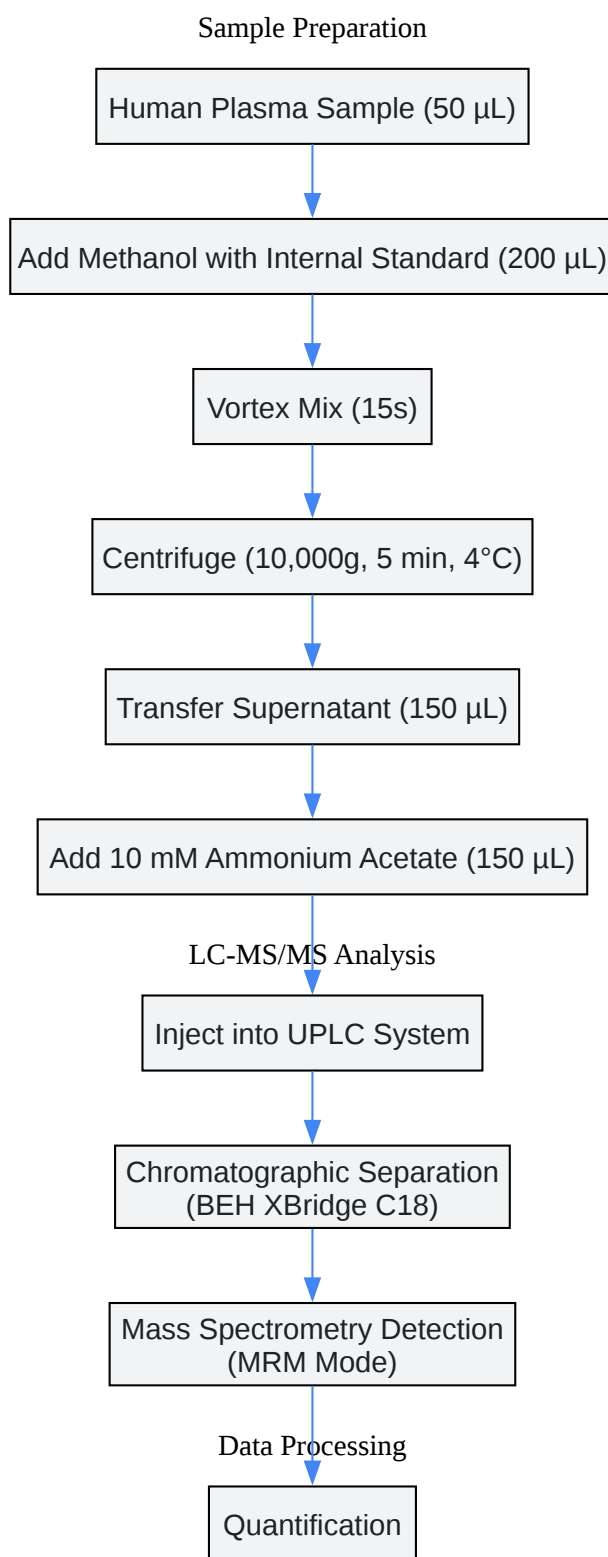 Sample Preparation
Human Plasma Sample (50 µL)
Add Methanol with Internal Standard (200 µL)
Vortex Mix (15s)
Centrifuge (10,000g, 5 min, 4°C)
Transfer Supernatant (150 µL)
Add 10 mM Ammonium Acetate (150 µL)
LC-MS/MS Analysis
Inject into UPLC System
Chromatographic Separation
(BEH XBridge C18)
Mass Spectrometry Detection
(MRM Mode)
Data Processing
Quantification